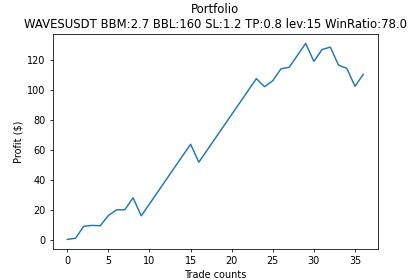 Portfolio
WAVESUSDT BBM:2.7 BBL:160 SL:1.2 TP:0.8 lev:15 WinRatio:78.0
Profit ($)
120
100
80
60
40
20
0
0 5 10 15 20 25 30 35
Trade counts